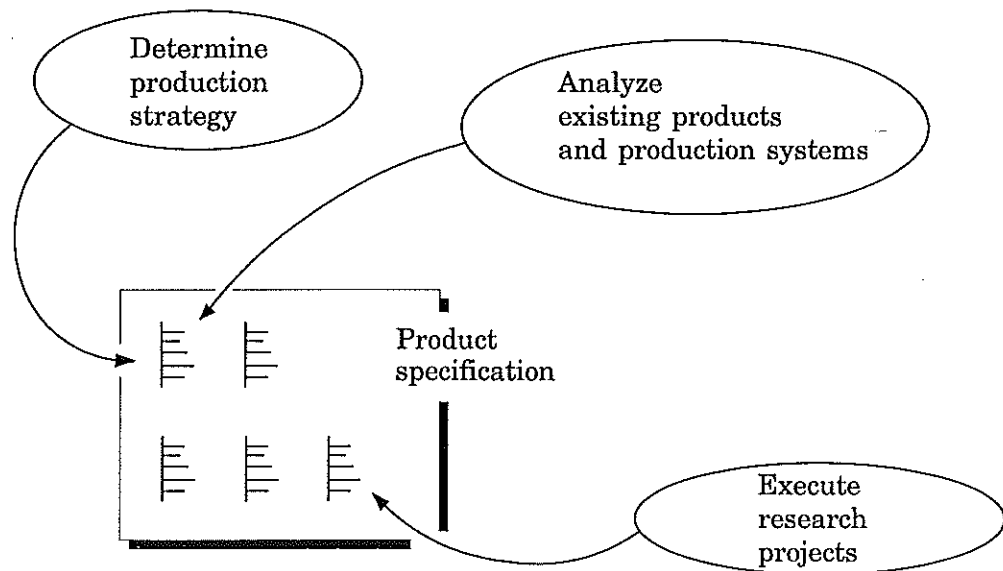 Determine
production
strategy
Analyze
existing products
and production systems
Product
specification
Execute
research
projects